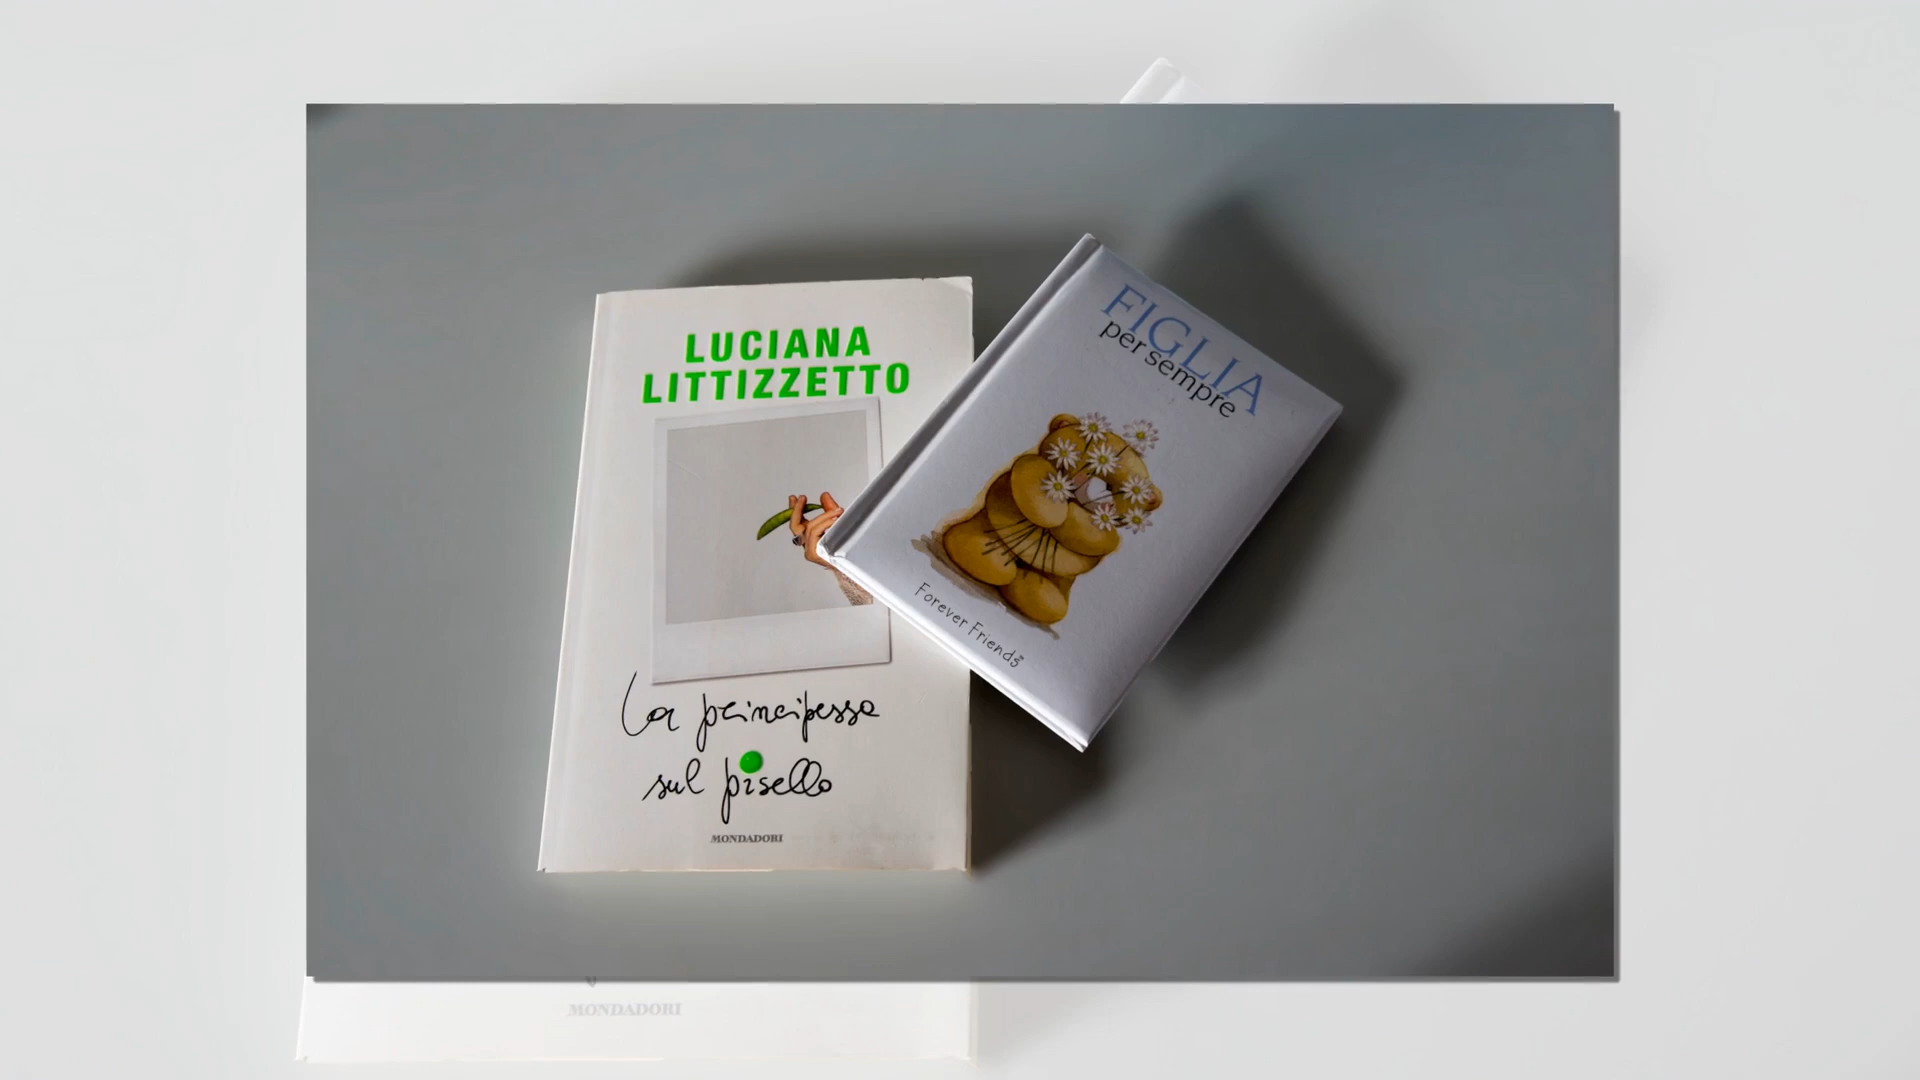 LUCIANA
LITTIZZETTO
La principessa
sul pisello
MONDADORI
FIGLIA
per sempre
Forever Friends
MONDADORI